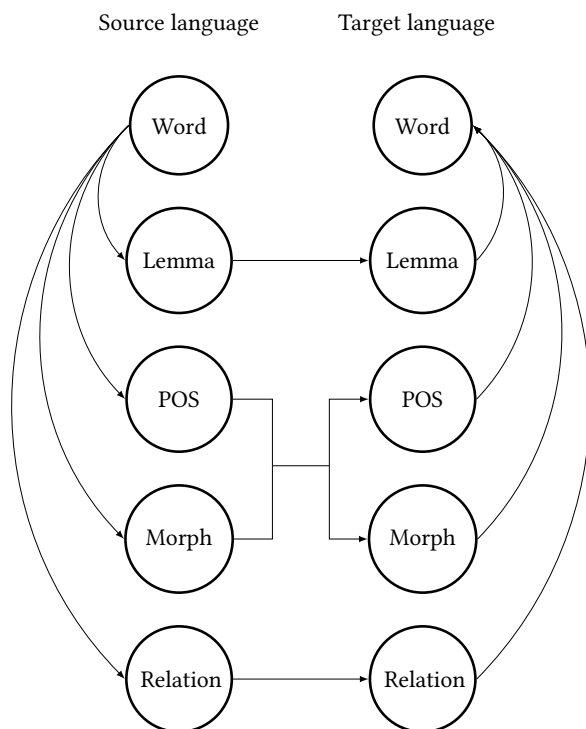 Source language Target language
Word Word
Lemma Lemma
POS POS
Morph Morph
Relation Relation